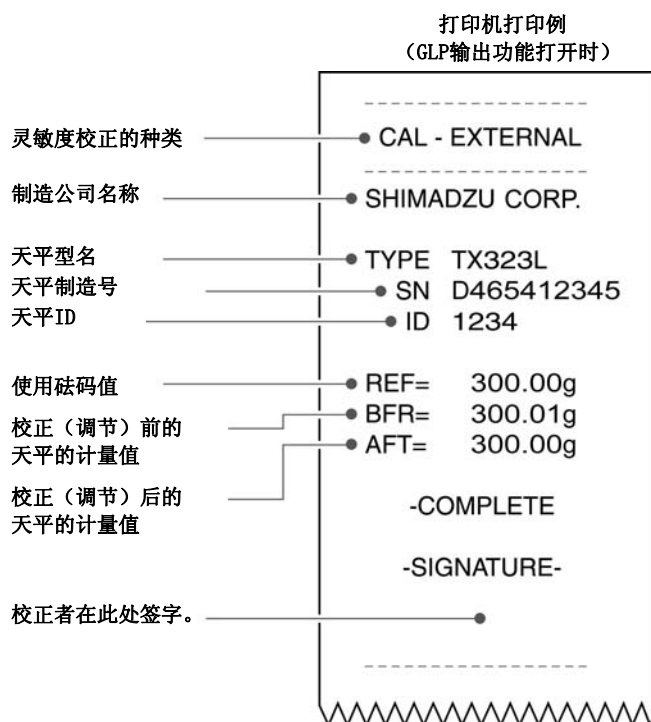 打印机打印例
（GLP输出功能打开时）
灵敏度校正的种类
CAL - EXTERNAL
制造公司名称
SHIMADZU CORP.
天平型名
TYPE TX323L
天平制造号
SN D465412345
天平ID
ID 1234
使用砝码值
REF= 300.00g
校正（调节）前的
天平的计量值
BFR= 300.01g
校正（调节）后的
天平的计量值
AFT= 300.00g
-COMPLETE
-SIGNATURE-
校正者在此处签字。